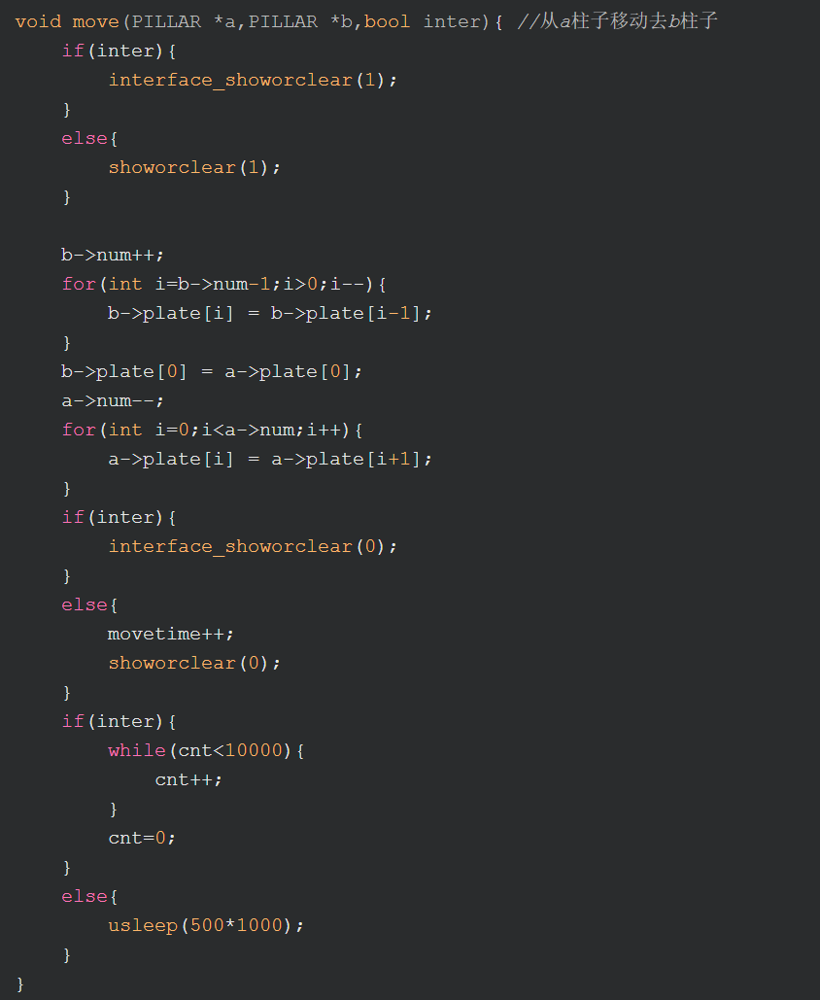 void move(PILLAR *a,PILLAR *b,bool inter){ //从a柱子移动去b柱子
    if(inter){
        interface_showorclear(1);
    }
    else{
        showorclear(1);
    }

    b->num++;
    for(int i=b->num-1;i>0;i--){
        b->plate[i] = b->plate[i-1];
    }
    b->plate[0] = a->plate[0];
    a->num--;
    for(int i=0;i<a->num;i++){
        a->plate[i] = a->plate[i+1];
    }
    if(inter){
        interface_showorclear(0);
    }
    else{
        movetime++;
        showorclear(0);
    }
    if(inter){
        while(cnt<10000){
            cnt++;
        }
        cnt=0;
    }
    else{
        usleep(500*1000);
    }
}